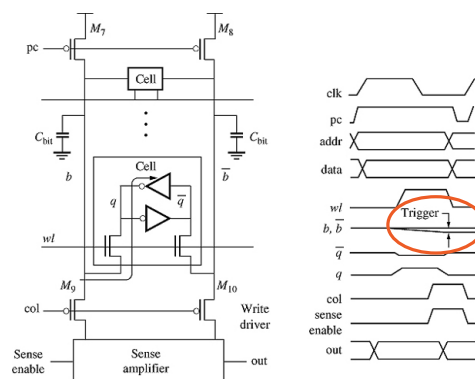 M7
M8
pc
Cell
Cbit
Cbit
b
b̅
Cell
q
q̅
wl
M9
M10
col
Write
driver
Sense
enable
Sense
amplifier
out
clk
pc
addr
data
wl
Trigger
b, b̅
q̅
q
col
sense
enable
out